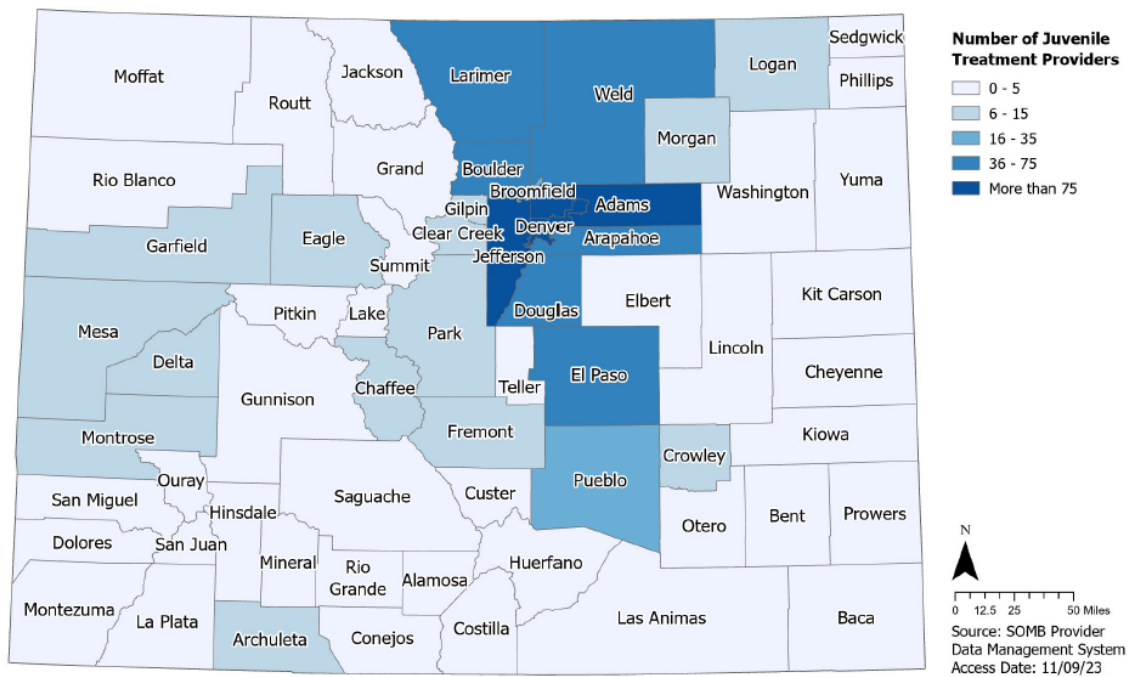 Number of Juvenile
Treatment Providers
0 - 5
6 - 15
16 - 35
36 - 75
More than 75
Sedgwick
Logan
Jackson
Larimer
Moffat
Phillips
Weld
Routt
Morgan
Grand
Boulder
Rio Blanco
Yuma
Broomfield
Washington
Adams
Gilpin
Denver
Clear Creek
Eagle
Arapahoe
Garfield
Jefferson
Summit
Kit Carson
Elbert
Douglas
Pitkin
Lake
Mesa
Park
Lincoln
Delta
Cheyenne
El Paso
Teller
Chaffee
Gunnison
Fremont
Kiowa
Montrose
Crowley
Ouray
Pueblo
Custer
Saguache
San Miguel
Hinsdale
Prowers
Bent
Otero
Dolores
San Juan
Mineral
Huerfano
Rio
Grande
Alamosa
Montezuma
La Plata
Las Animas
Baca
Costilla
Archuleta
Conejos
N
0 12.5 25 50 Miles
Source: SOMB Provider
Data Management System
Access Date: 11/09/23